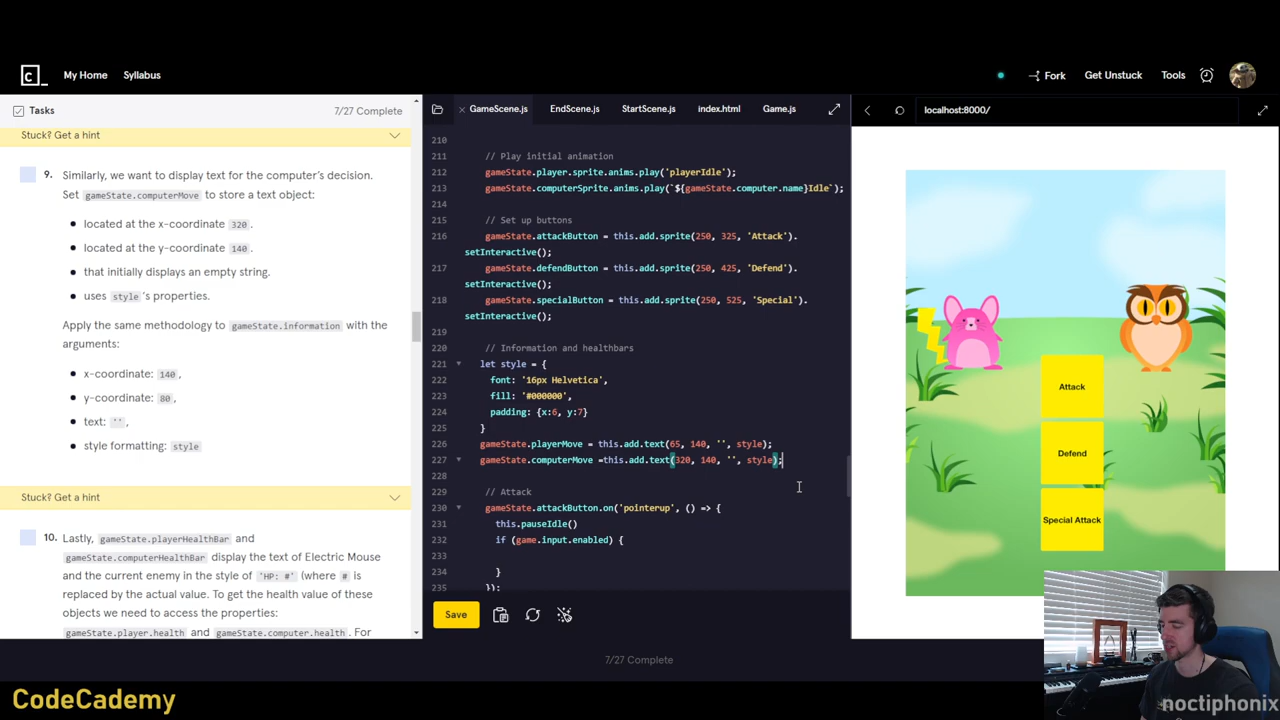 C_
My Home
Syllabus
Fork
Get Unstuck
Tools
Tasks
7/27 Complete
Stuck? Get a hint
9. Similarly, we want to display text for the computer's decision.
Set gameState.computerMove to store a text object:
located at the x-coordinate 320 .
located at the y-coordinate 140 .
that initially displays an empty string.
uses style 's properties.
Apply the same methodology to gameState.information with the
arguments:
x-coordinate: 140 ,
y-coordinate: 80 ,
text: '' ,
style formatting: style
Stuck? Get a hint
10. Lastly, gameState.playerHealthBar and
gameState.computerHealthBar display the text of Electric Mouse
and the current enemy in the style of 'HP: #' (where # is
replaced by the actual value. To get the health value of these
objects we need to access the properties:
gameState.player.health and gameState.computer.health . For
GameScene.js
EndScene.js
StartScene.js
index.html
Game.js
210
211 // Play initial animation
212 gameState.player.sprite.anims.play('playerIdle');
213 gameState.computerSprite.anims.play(`${gameState.computer.name}Idle`);
214
215 // Set up buttons
216 gameState.attackButton = this.add.sprite(250, 325, 'Attack').
setInteractive();
217 gameState.defendButton = this.add.sprite(250, 425, 'Defend').
setInteractive();
218 gameState.specialButton = this.add.sprite(250, 525, 'Special').
setInteractive();
219
220 // Information and healthbars
221 let style = {
222 font: '16px Helvetica',
223 fill: '#000000',
224 padding: {x:6, y:7}
225 }
226 gameState.playerMove = this.add.text(65, 140, '', style);
227 gameState.computerMove =this.add.text(320, 140, '', style);
228
229 // Attack
230 gameState.attackButton.on('pointerup', () => {
231 this.pauseIdle()
232 if (game.input.enabled) {
233
234 }
235 });
Save
localhost:8000/
Attack
Defend
Special Attack
7/27 Complete
CodeCademy
noctiphonix